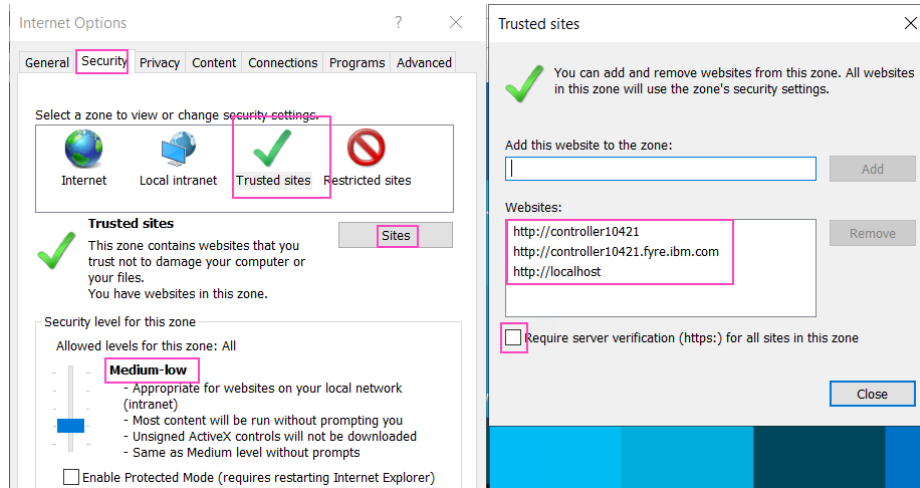 Internet Options
General Security Privacy Content Connections Programs Advanced
Select a zone to view or change security settings.
Internet Local intranet Trusted sites Restricted sites
Trusted sites
Sites
This zone contains websites that you
trust not to damage your computer or
your files.
You have websites in this zone.
Security level for this zone
Allowed levels for this zone: All
Medium-low
- Appropriate for websites on your local network
(intranet)
- Most content will be run without prompting you
- Unsigned ActiveX controls will not be downloaded
- Same as Medium level without prompts
Enable Protected Mode (requires restarting Internet Explorer)
Trusted sites
You can add and remove websites from this zone. All websites
in this zone will use the zone's security settings.
Add this website to the zone:
Add
Websites:
http://controller10421
http://controller10421.fyre.ibm.com
http://localhost
Remove
Require server verification (https:) for all sites in this zone
Close